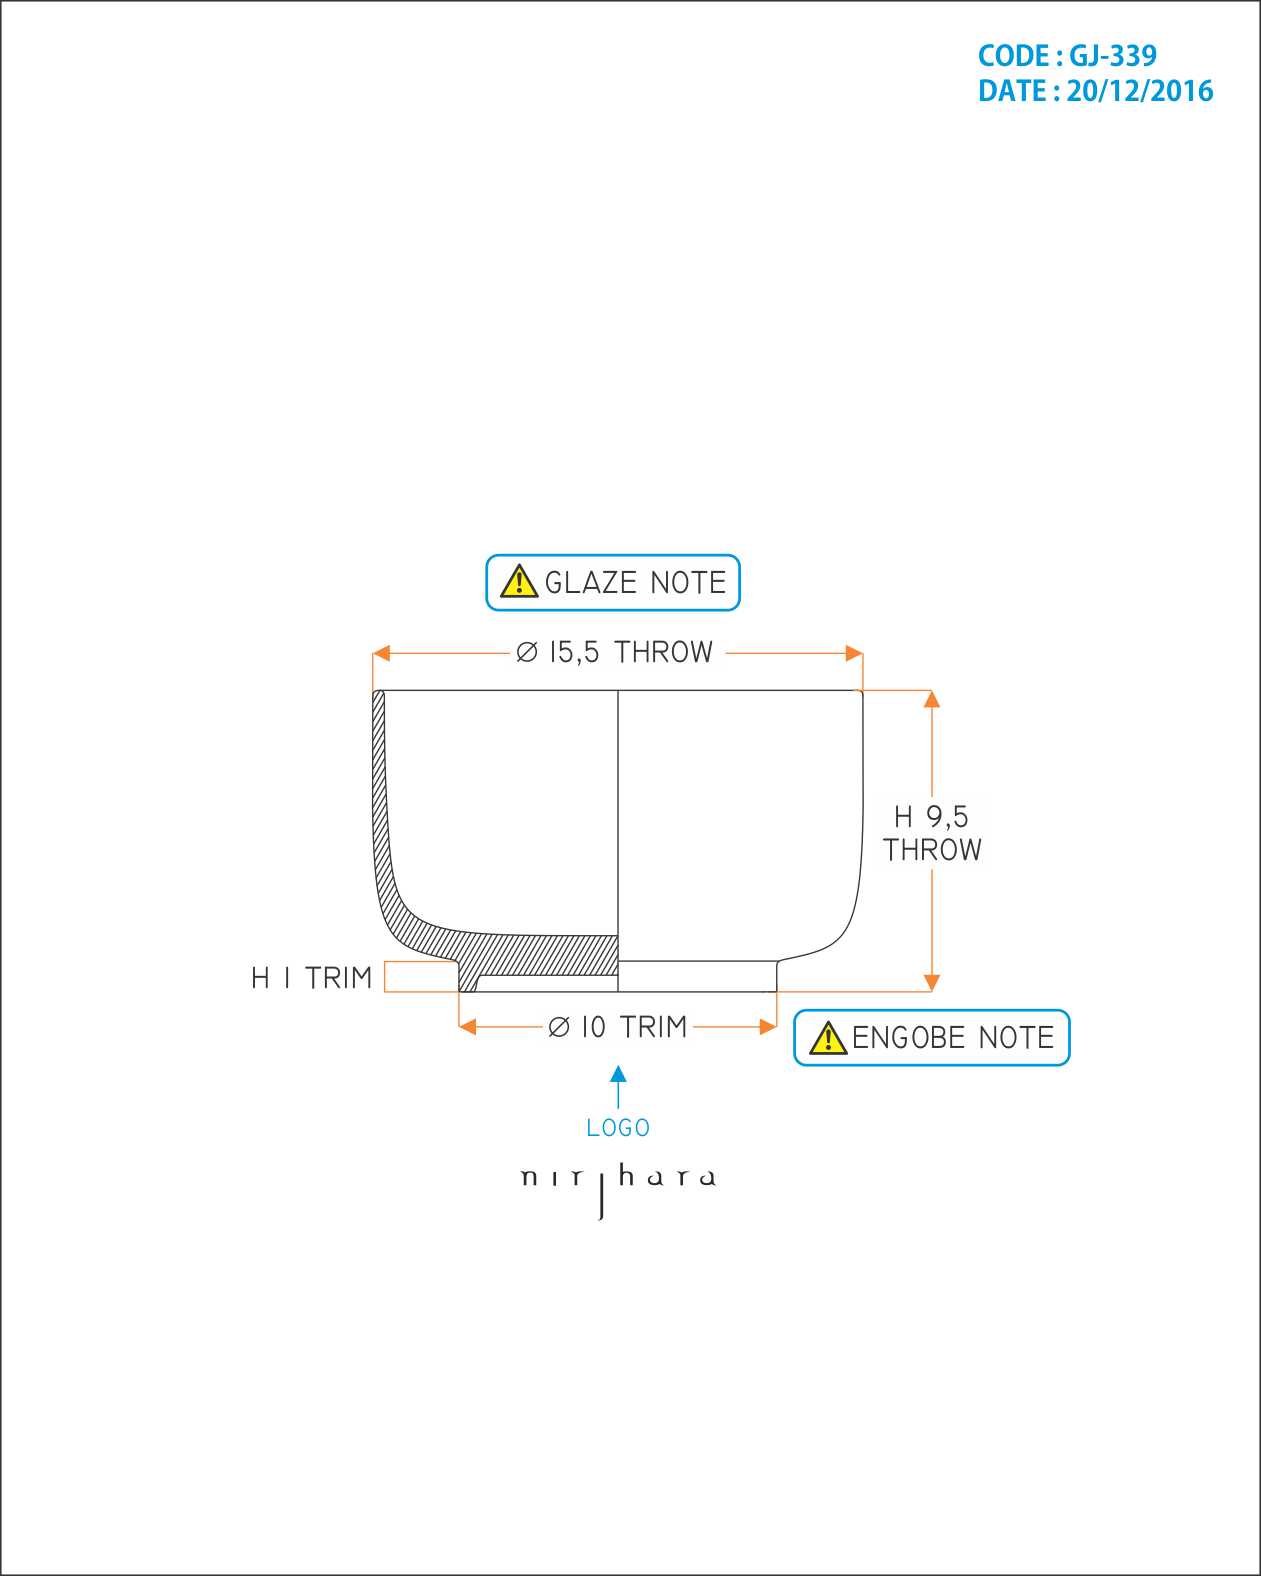 CODE : GJ-339
DATE : 20/12/2016
GLAZE NOTE
Ø 15,5 THROW
H 9,5
THROW
H 1 TRIM
Ø 10 TRIM
ENGOBE NOTE
LOGO
nirjhara